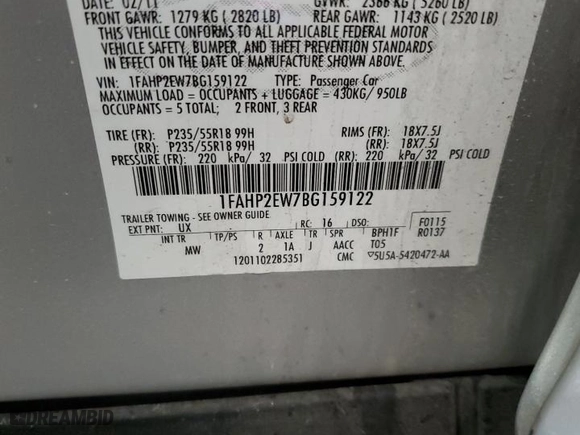 DATE: 02/11 GVWR: 2386 KG ( 5260 LB)
FRONT GAWR: 1279 KG ( 2820 LB) REAR GAWR: 1143 KG ( 2520 LB)
THIS VEHICLE CONFORMS TO ALL APPLICABLE FEDERAL MOTOR
VEHICLE SAFETY, BUMPER, AND THEFT PREVENTION STANDARDS
IN EFFECT ON THE DATE OF MANUFACTURE SHOWN ABOVE.
VIN: 1FAHP2EW7BG159122 TYPE: Passenger Car
MAXIMUM LOAD = OCCUPANTS + LUGGAGE = 430KG/ 950LB
OCCUPANTS = 5 TOTAL; 2 FRONT, 3 REAR
TIRE (FR): P235/55R18 99H RIMS (FR): 18X7.5J
(RR): P235/55R18 99H (RR): 18X7.5J
PRESSURE (FR): 220 kPa/ 32 PSI COLD (RR): 220 kPa/ 32 PSI COLD
1FAHP2EW7BG159122
TRAILER TOWING - SEE OWNER GUIDE
EXT PNT: UX RC: 16 DSO: F0115
INT TR TP/PS R AXLE TR SPR BPH1F R0137
MW 2 1A J AACC T05
1201102285351 CMC ▽5U5A-5420472-AA
DREAMBID